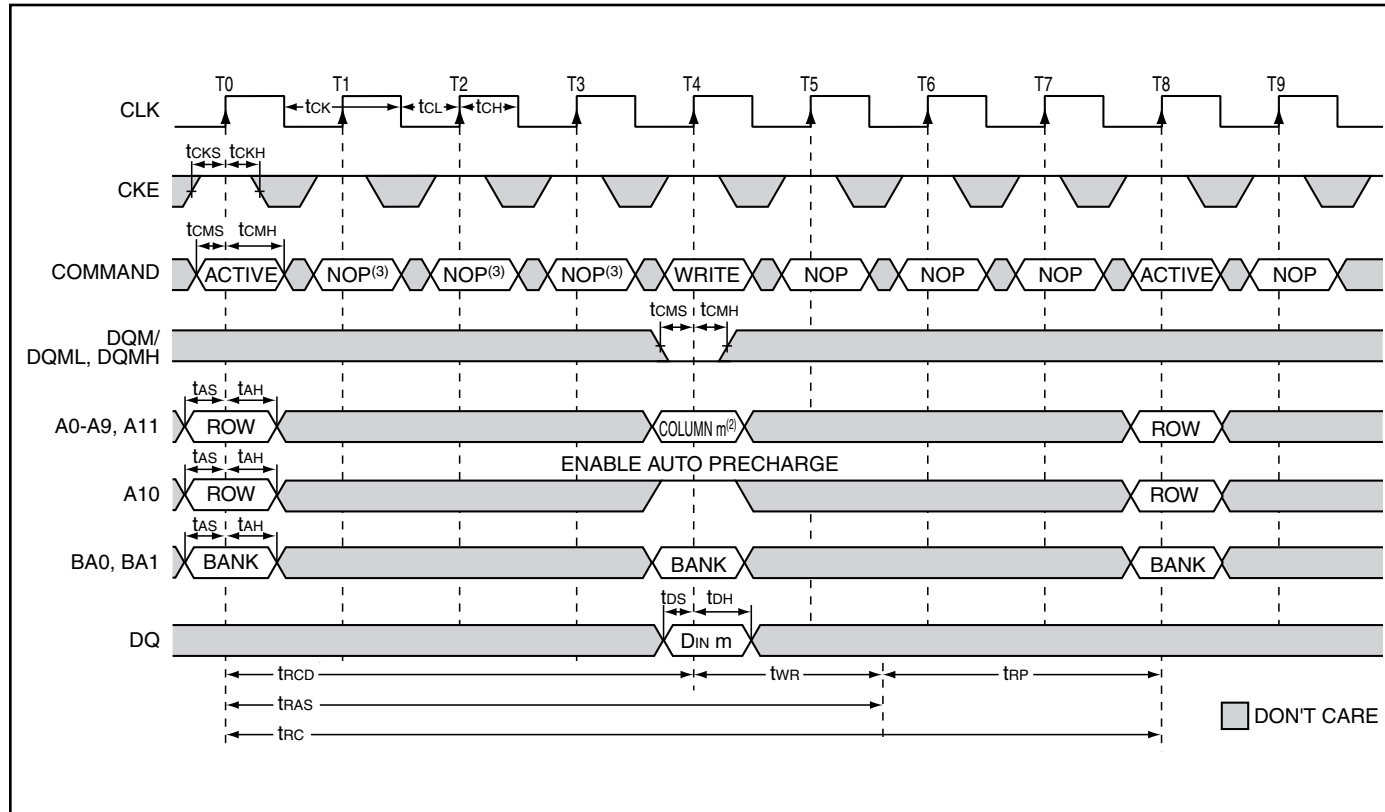 T0 T1 T2 T3 T4 T5 T6 T7 T8 T9
CLK
tCK tCL tCH
tCKS tCKH
CKE
tCMS tCMH
COMMAND ACTIVE NOP(3) NOP(3) NOP(3) WRITE NOP NOP NOP ACTIVE NOP
tCMS tCMH
DQM/
DQML, DQMH
tAS tAH
A0-A9, A11 ROW COLUMN m(2) ROW
tAS tAH ENABLE AUTO PRECHARGE
A10 ROW ROW
tAS tAH
BA0, BA1 BANK BANK BANK
tDS tDH
DQ DIN m
tRCD tWR tRP
tRAS
DON'T CARE
tRC